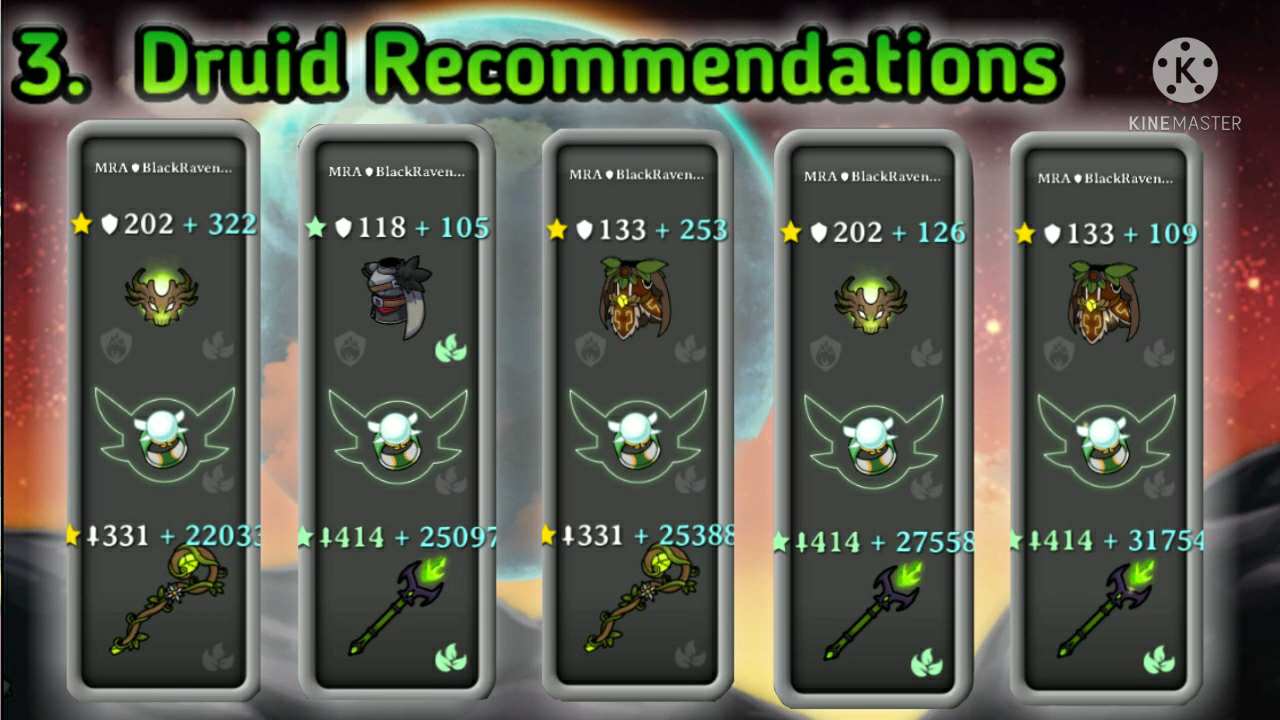 3. Druid Recommendations
K
KINEMASTER
MRA BlackRaven...
202 + 322
331 + 22033
MRA BlackRaven...
118 + 105
414 + 25097
MRA BlackRaven...
133 + 253
331 + 25388
MRA BlackRaven...
202 + 126
414 + 27558
MRA BlackRaven...
133 + 109
414 + 31754